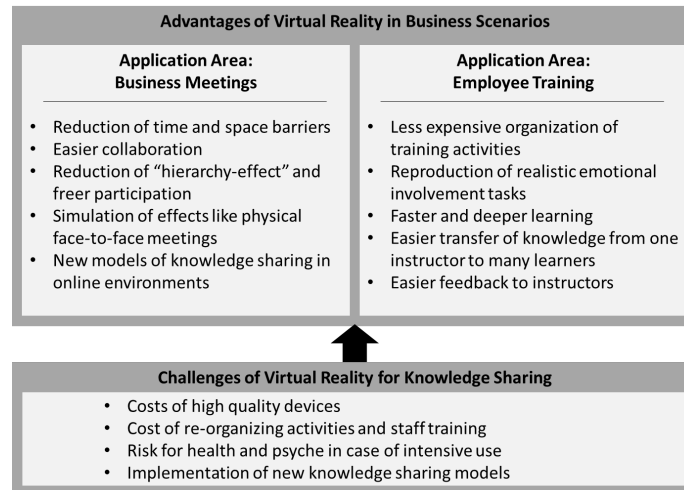 Advantages of Virtual Reality in Business Scenarios
Application Area:
Business Meetings
• Reduction of time and space barriers
• Easier collaboration
• Reduction of “hierarchy-effect” and
freer participation
• Simulation of effects like physical
face-to-face meetings
• New models of knowledge sharing in
online environments
Application Area:
Employee Training
• Less expensive organization of
training activities
• Reproduction of realistic emotional
involvement tasks
• Faster and deeper learning
• Easier transfer of knowledge from one
instructor to many learners
• Easier feedback to instructors
Challenges of Virtual Reality for Knowledge Sharing
• Costs of high quality devices
• Cost of re-organizing activities and staff training
• Risk for health and psyche in case of intensive use
• Implementation of new knowledge sharing models